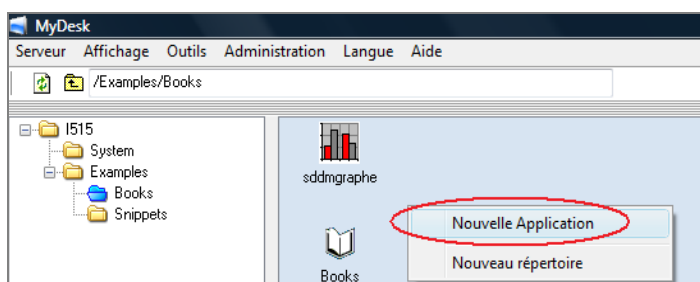 MyDesk
Serveur Affichage Outils Administration Langue Aide
/Examples/Books
I515
System
Examples
Books
Snippets
sddmgraphe
Books
Nouvelle Application
Nouveau répertoire